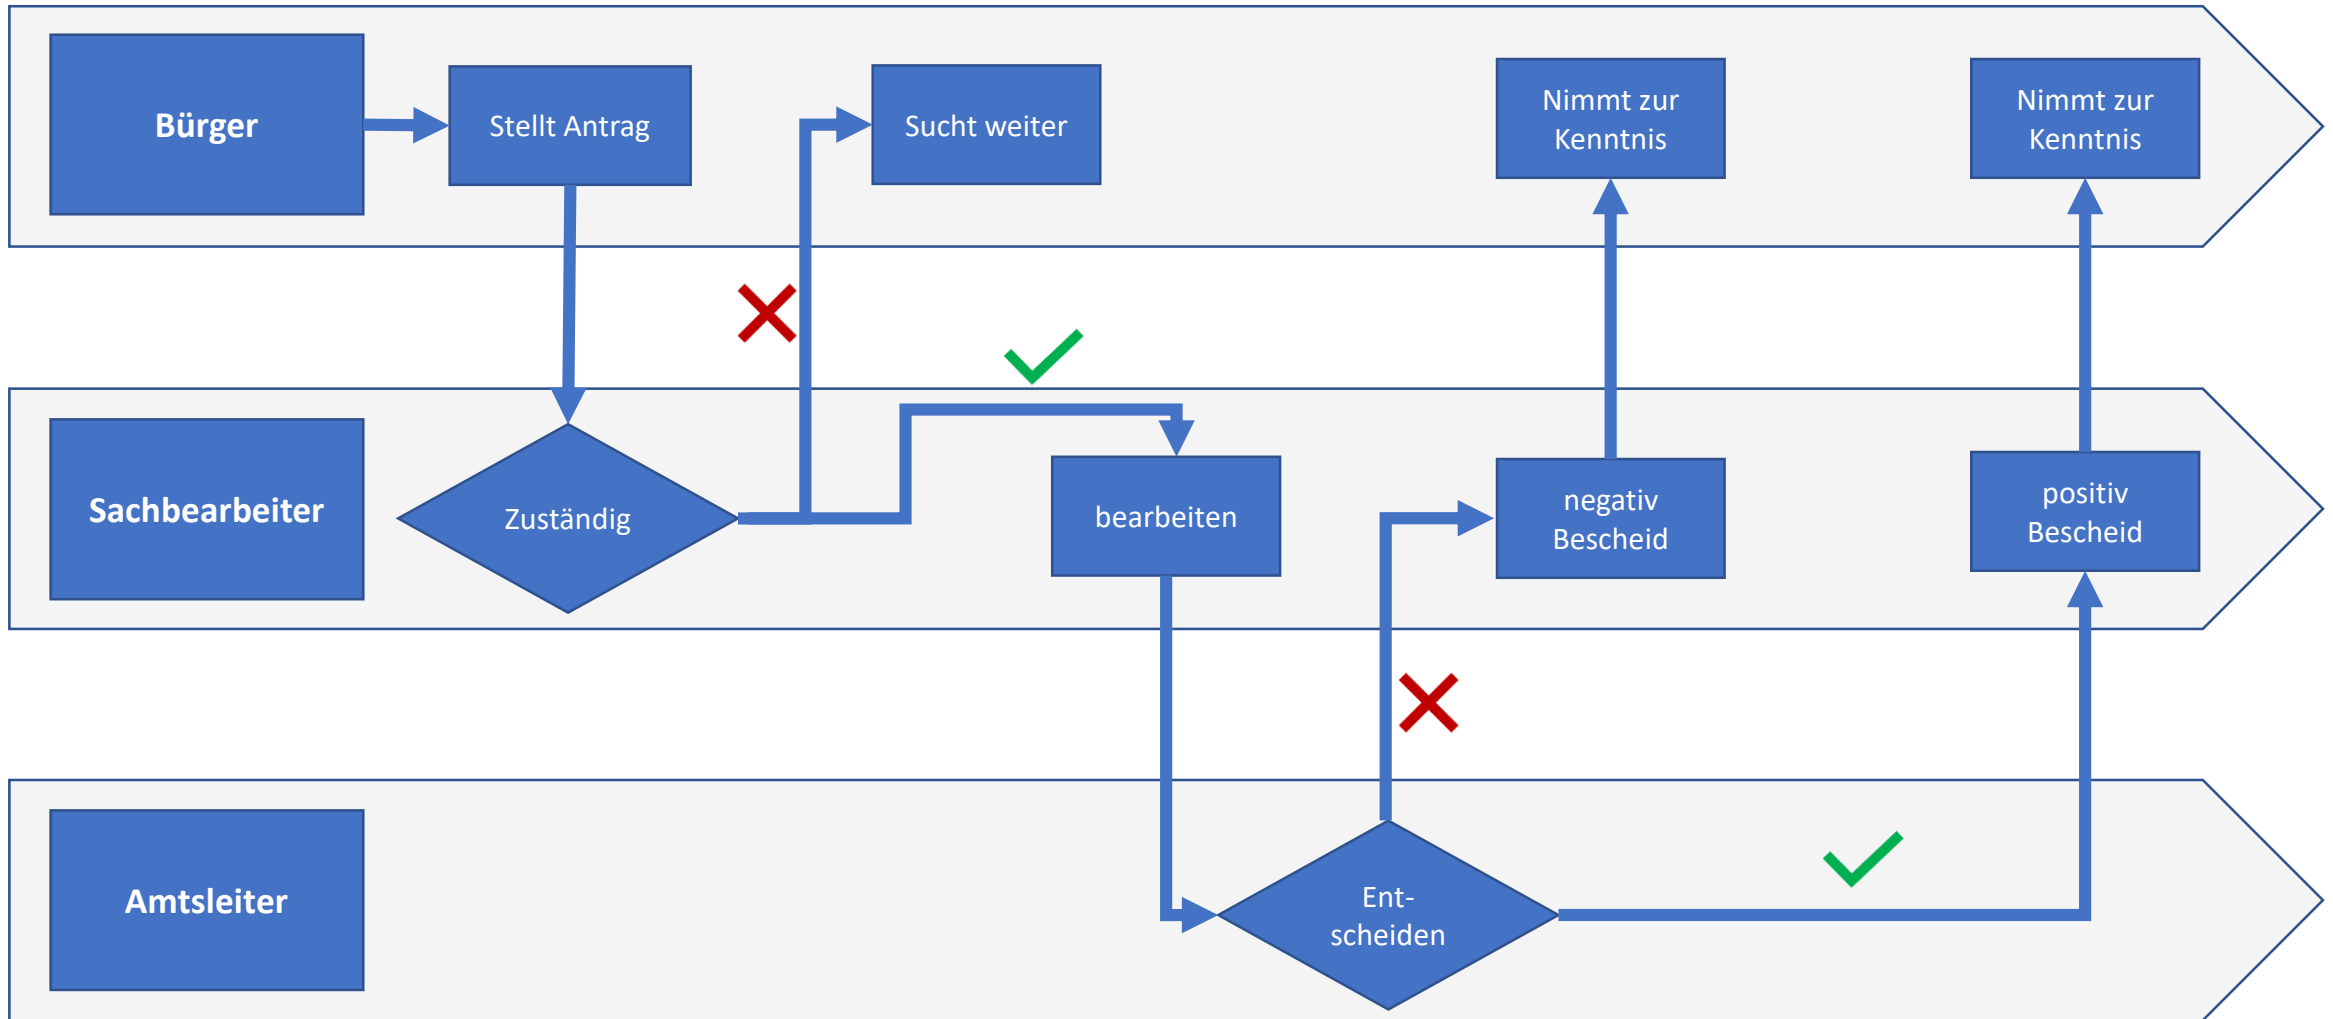 Bürger
Stellt Antrag
Sucht weiter
Nimmt zur
Kenntnis
Nimmt zur
Kenntnis
Sachbearbeiter
Zuständig
bearbeiten
negativ
Bescheid
positiv
Bescheid
Amtsleiter
Ent-
scheiden